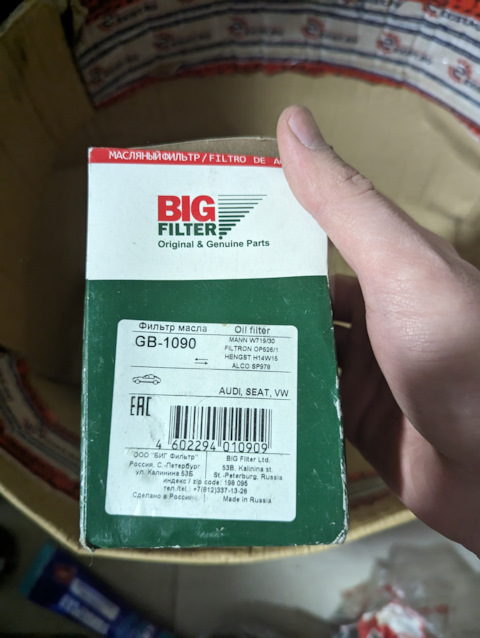 МАСЛЯНЫЙ ФИЛЬТР / FILTRO DE
BIG
FILTER
Original & Genuine Parts
Фильтр масла
Oil filter
GB-1090
MANN W719/30
FILTRON OP526/1
HENGST H14W15
ALCO SP978
AUDI, SEAT, VW
EAC
4 602294 010909
ООО "БИГ Фильтр"
Россия, С.-Петербург
ул. Калинина 53Б
BIG Filter Ltd.
53B, Kalinina st.
St.-Peterburg, Russia
индекс / zip code: 198 095
тел./tel.: +7(812)337-13-28
Сделано в России
Made in Russia